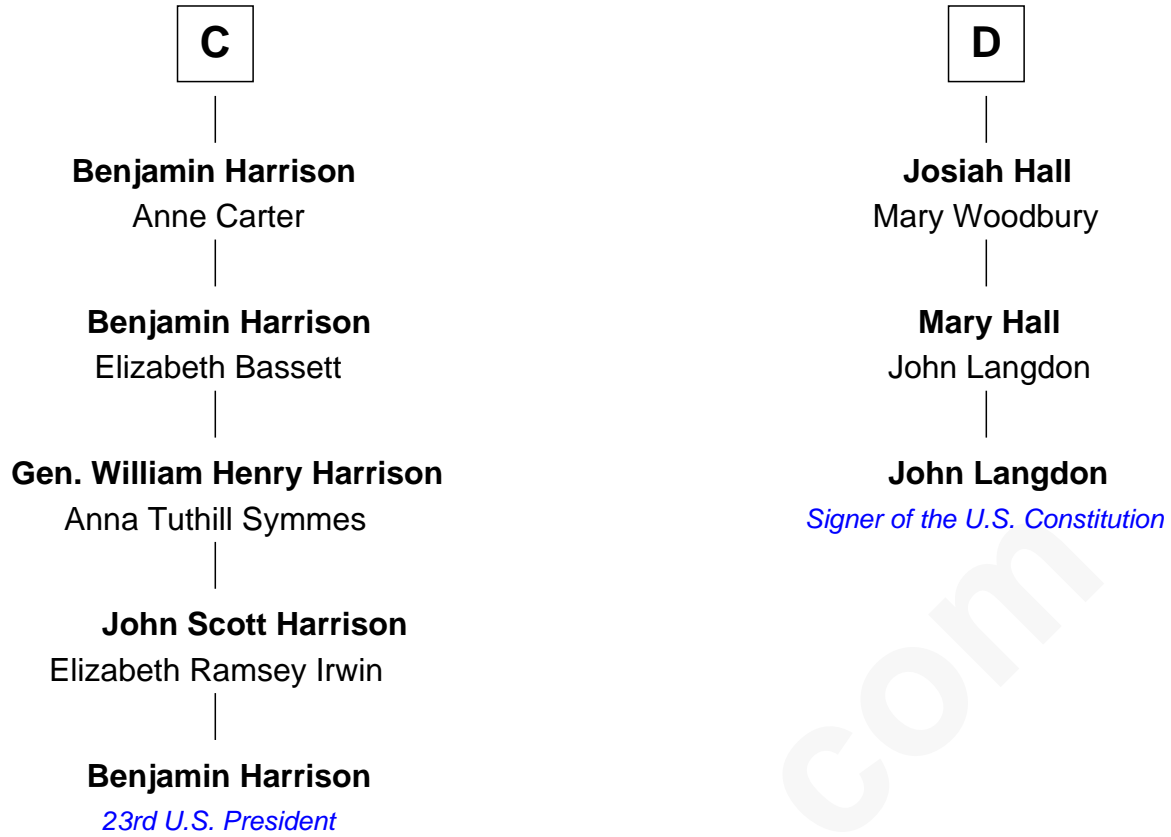 C
Benjamin Harrison
Anne Carter
Benjamin Harrison
Elizabeth Bassett
Gen. William Henry Harrison
Anna Tuthill Symmes
John Scott Harrison
Elizabeth Ramsey Irwin
Benjamin Harrison
23rd U.S. President
D
Josiah Hall
Mary Woodbury
Mary Hall
John Langdon
John Langdon
Signer of the U.S. Constitution
com